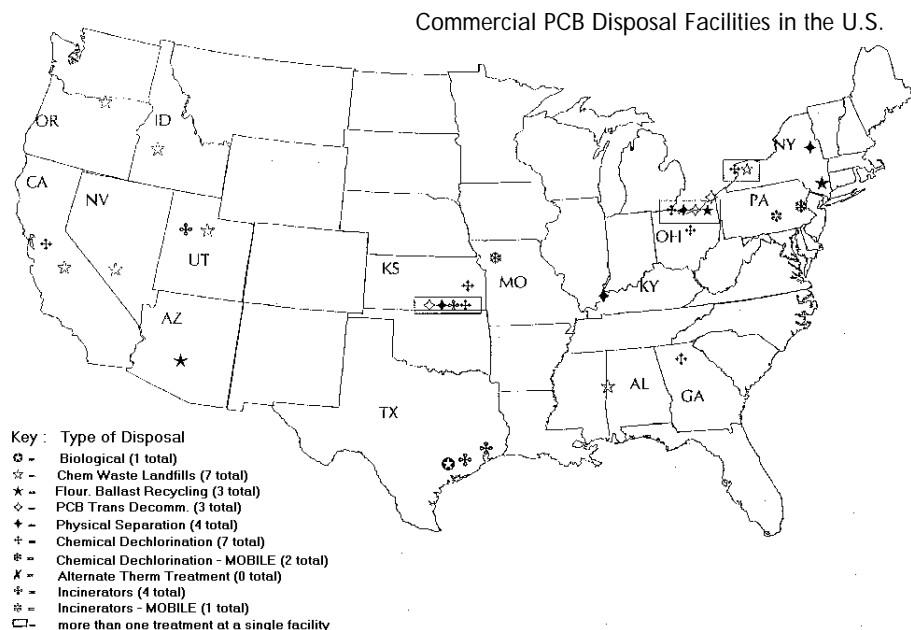 Commercial PCB Disposal Facilities in the U.S.
OR
ID
NY
CA
NV
PA
OH
UT
KS
MO
KY
AZ
AL
GA
TX
Key : Type of Disposal
✪ - Biological (1 total)
☆ - Chem Waste Landfills (7 total)
★ - Flour. Ballast Recycling (3 total)
◇ - PCB Trans Decomm. (3 total)
✦ - Physical Separation (4 total)
✢ - Chemical Dechlorination (7 total)
❃ = Chemical Dechlorination - MOBILE (2 total)
✗ = Alternate Therm Treatment (0 total)
✣ = Incinerators (4 total)
❉ = Incinerators - MOBILE (1 total)
▭- more than one treatment at a single facility